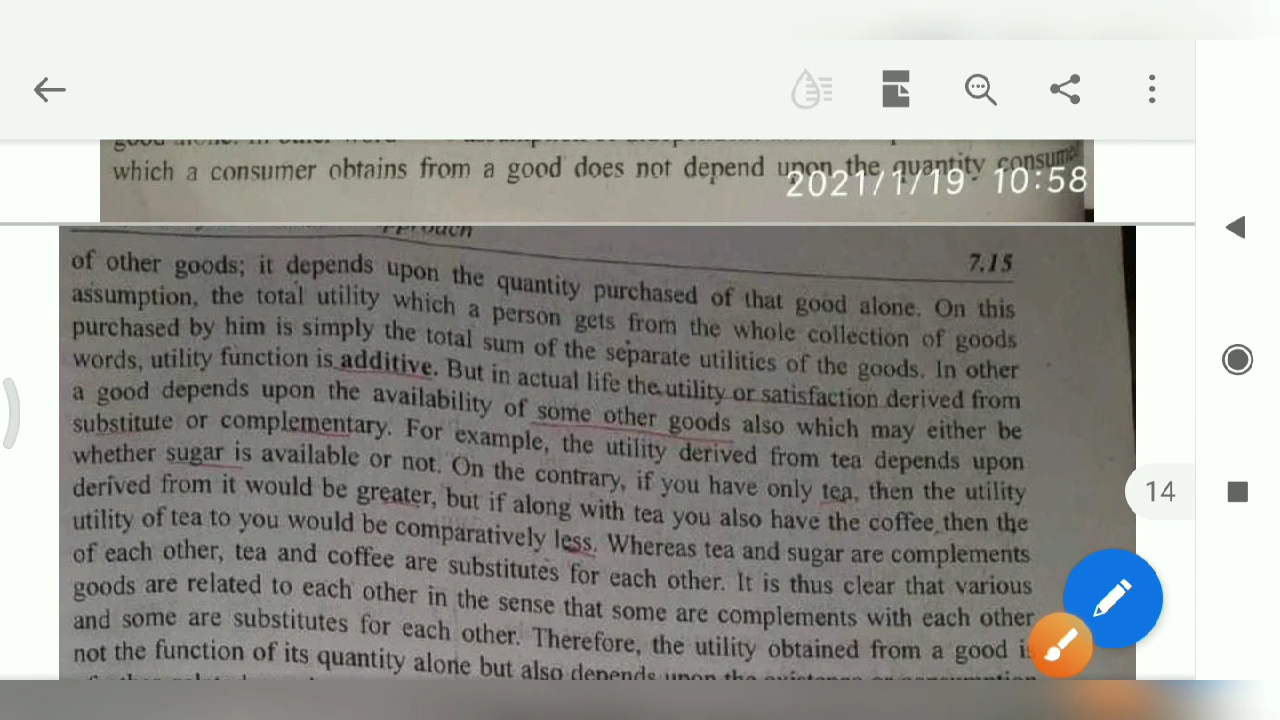 which a consumer obtains from a good does not depend upon the quantity
2021/1/19 10:58
7.15
of other goods; it depends upon the quantity purchased of that good alone. On this
assumption, the total utility which a person gets from the whole collection of goods
purchased by him is simply the total sum of the separate utilities of the goods. In other
words, utility function is additive. But in actual life the utility or satisfaction derived from
a good depends upon the availability of some other goods also which may either be
substitute or complementary. For example, the utility derived from tea depends upon
whether sugar is available or not. On the contrary, if you have only tea, then the utility
derived from it would be greater, but if along with tea you also have the coffee then the
utility of tea to you would be comparatively less. Whereas tea and sugar are complements
of each other, tea and coffee are substitutes for each other. It is thus clear that various
goods are related to each other in the sense that some are complements with each other
and some are substitutes for each other. Therefore, the utility obtained from a good is
not the function of its quantity alone but also depends upon the
14